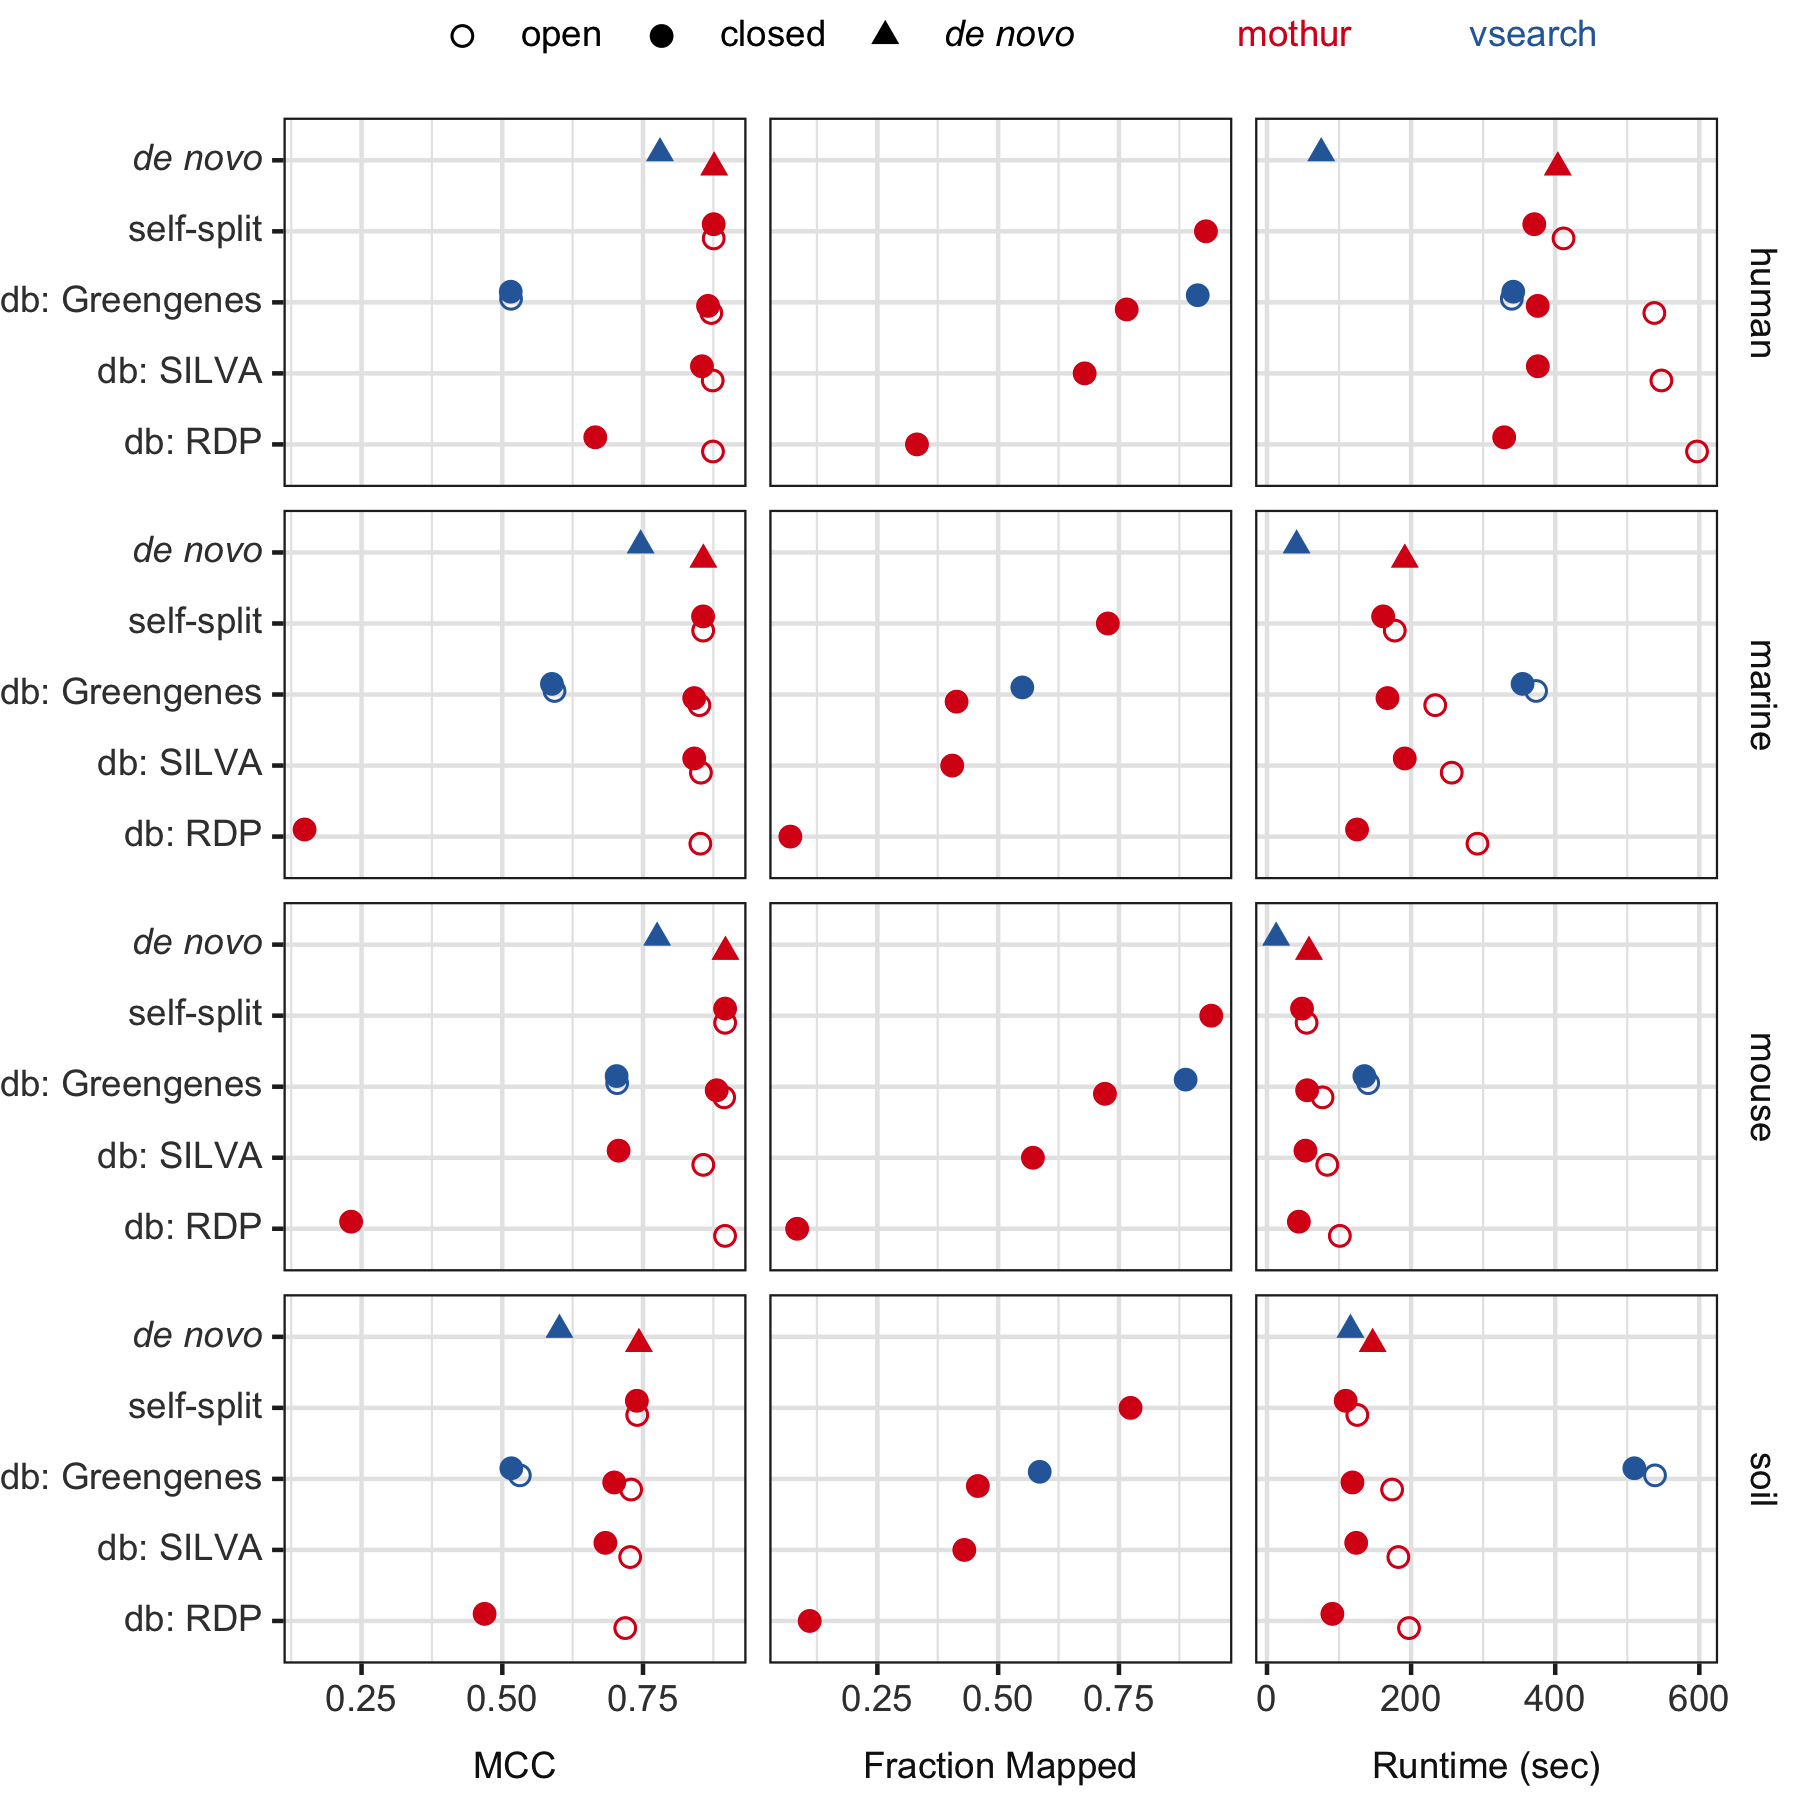 open closed de novo mothur vsearch
de novo
self-split
db: Greengenes
db: SILVA
db: RDP
human
de novo
self-split
db: Greengenes
db: SILVA
db: RDP
marine
de novo
self-split
db: Greengenes
db: SILVA
db: RDP
mouse
de novo
self-split
db: Greengenes
db: SILVA
db: RDP
soil
0.25 0.50 0.75 0.25 0.50 0.75 0 200 400 600
MCC Fraction Mapped Runtime (sec)